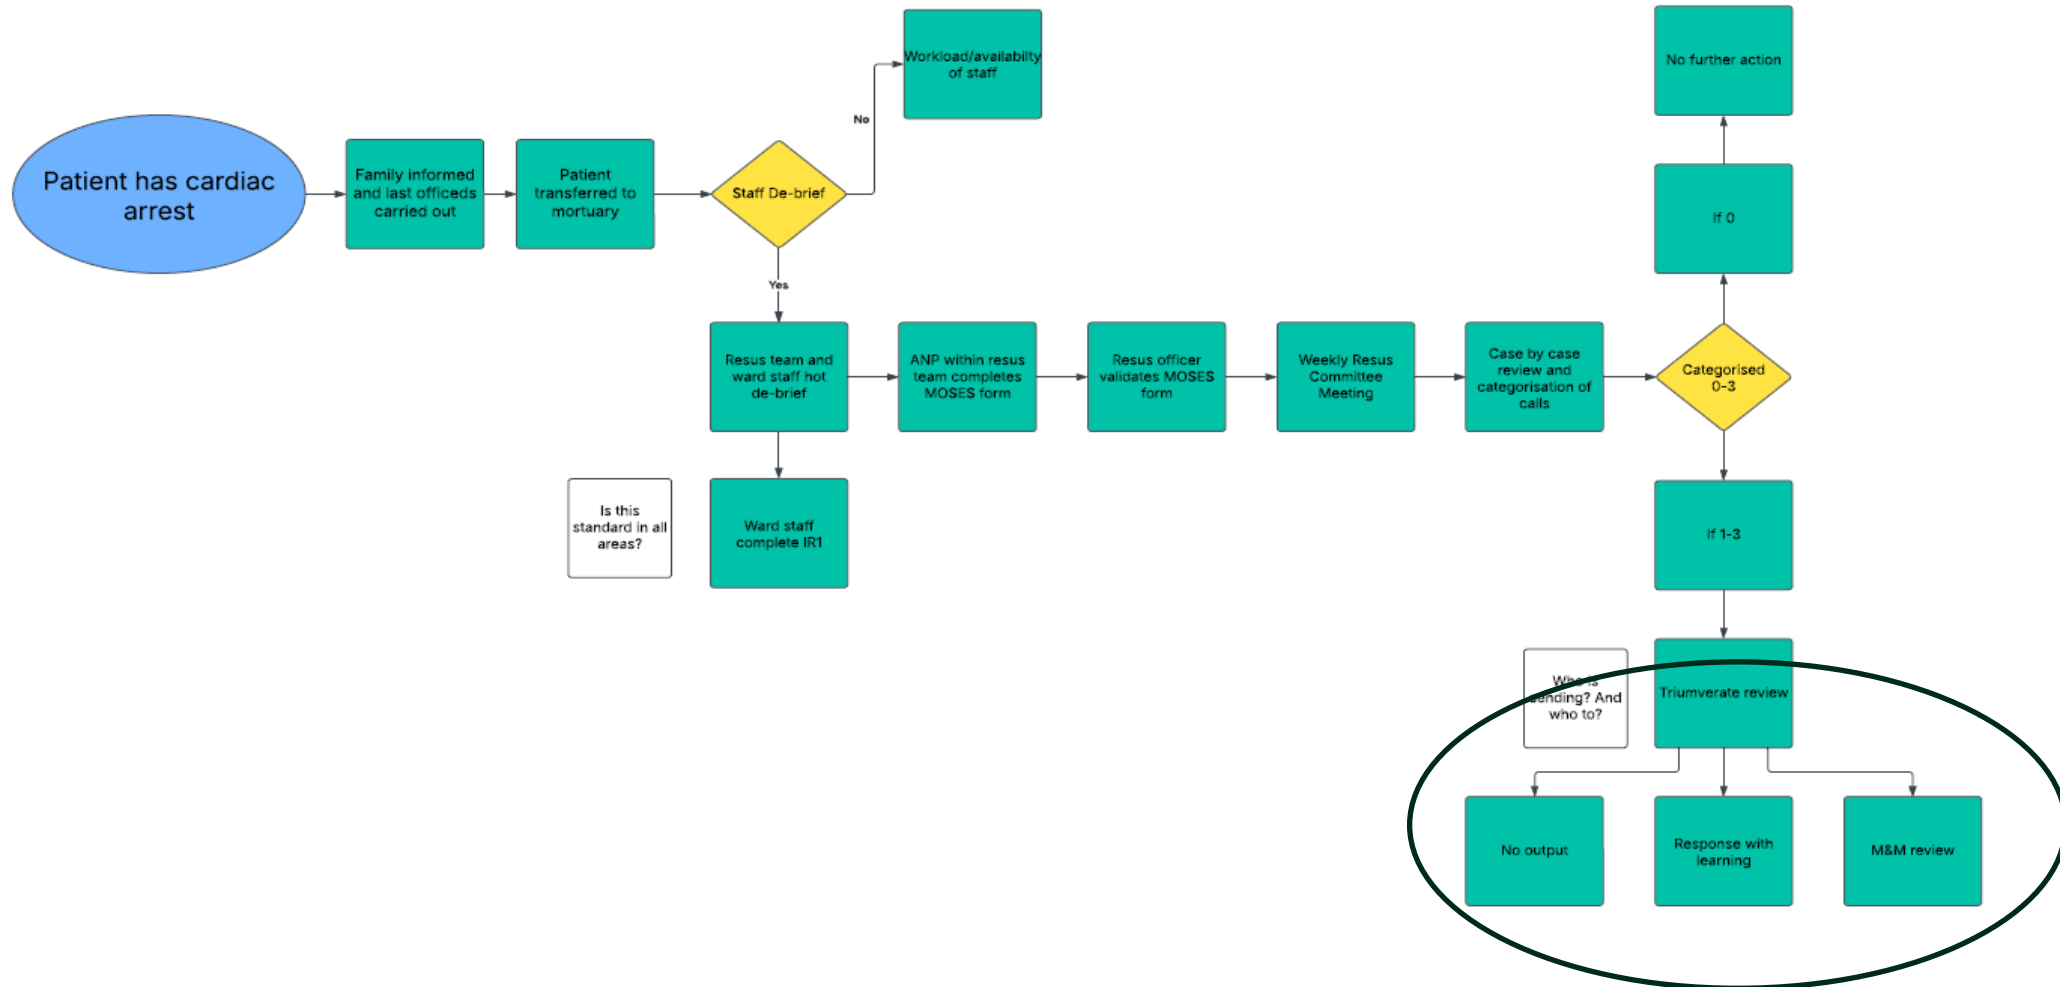 Patient has cardiac
arrest
Family informed
and last officeds
carried out
Patient
transferred to
mortuary
Staff De-brief
No
Workload/availabilty
of staff
Yes
Resus team and
ward staff hot
de-brief
Is this
standard in all
areas?
Ward staff
complete IR1
ANP within resus
team completes
MOSES form
Resus officer
validates MOSES
form
Weekly Resus
Committee
Meeting
Case by case
review and
categorisation of
calls
Categorised
0-3
If 0
No further action
If 1-3
Who is
sending? And
who to?
Triumverate review
No output
Response with
learning
M&M review